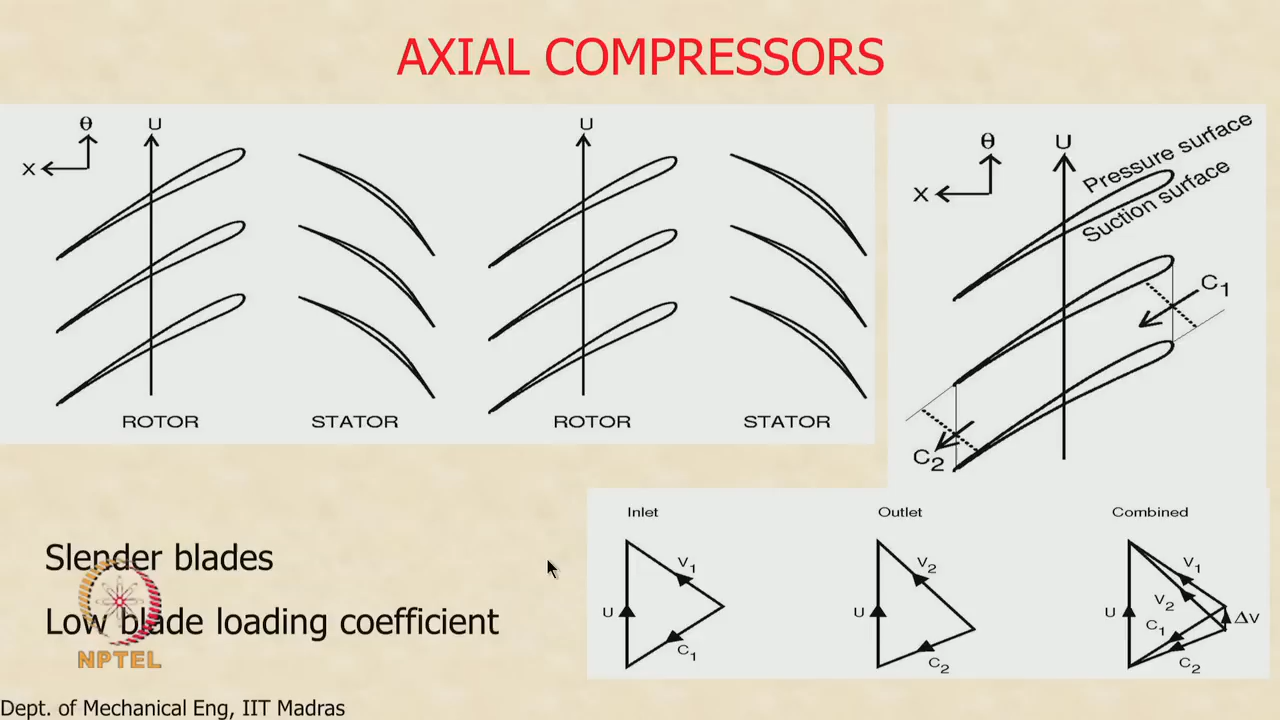 AXIAL COMPRESSORS
θ
X
U
U
ROTOR
STATOR
ROTOR
STATOR
θ
X
U
Pressure surface
Suction surface
C1
C2
Inlet
V1
U
C1
Outlet
V2
U
C2
Combined
V1
V2
U
C1
C2
ΔV
Slender blades
Low blade loading coefficient
NPTEL
Dept. of Mechanical Eng, IIT Madras